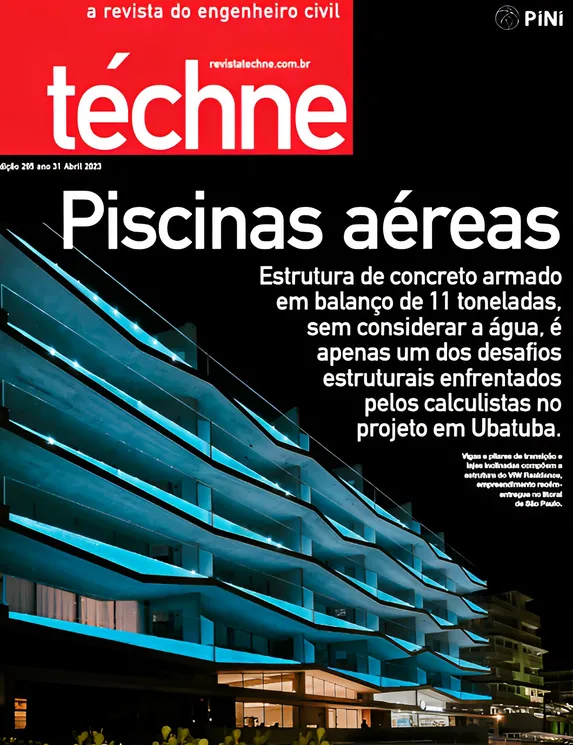 a revista do engenheiro civil
PiNi
revistatechne.com.br
téchne
dição 295 ano 31 Abril 2023
Piscinas aéreas
Estrutura de concreto armado
em balanço de 11 toneladas,
sem considerar a água, é
apenas um dos desafios
estruturais enfrentados
pelos calculistas no
projeto em Ubatuba.
Vigas e pilares de transição e
lajes inclinadas compõem a
estrutura do VIW Residence,
empreendimento recém-
entregue no litoral
de São Paulo.